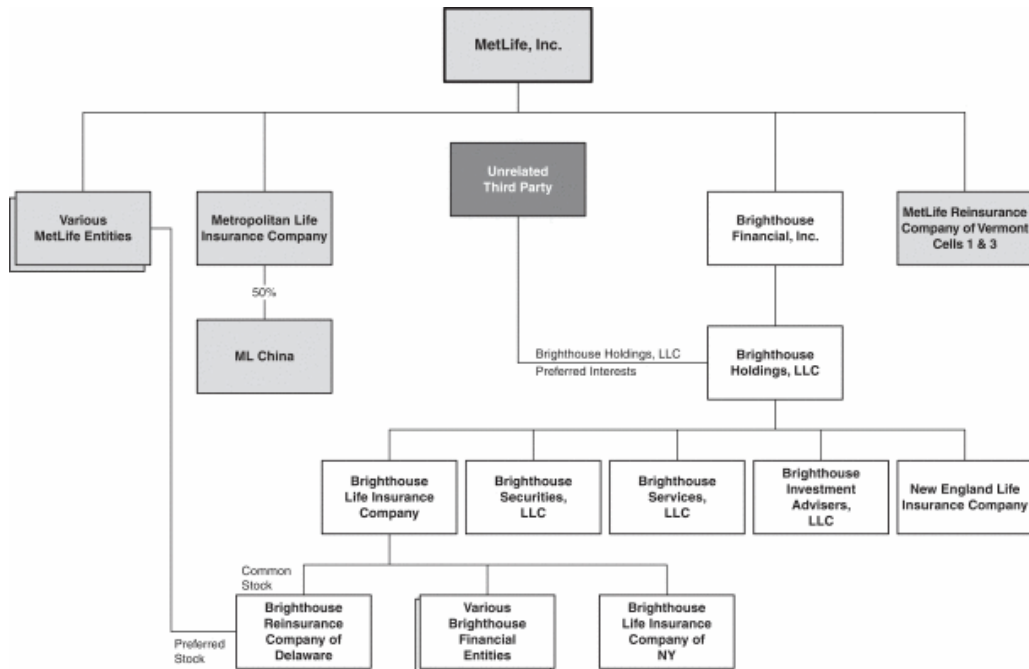 MetLife, Inc.
Various
MetLife Entities
Metropolitan Life
Insurance Company
Unrelated
Third Party
Brighthouse
Financial, Inc.
MetLife Reinsurance
Company of Vermont
Cells 1 & 3
50%
ML China
Brighthouse Holdings, LLC
Preferred Interests
Brighthouse
Holdings, LLC
Brighthouse
Life Insurance
Company
Brighthouse
Securities,
LLC
Brighthouse
Services,
LLC
Brighthouse
Investment
Advisers,
LLC
New England Life
Insurance Company
Common
Stock
Preferred
Stock
Brighthouse
Reinsurance
Company of
Delaware
Various
Brighthouse
Financial
Entities
Brighthouse
Life Insurance
Company of
NY